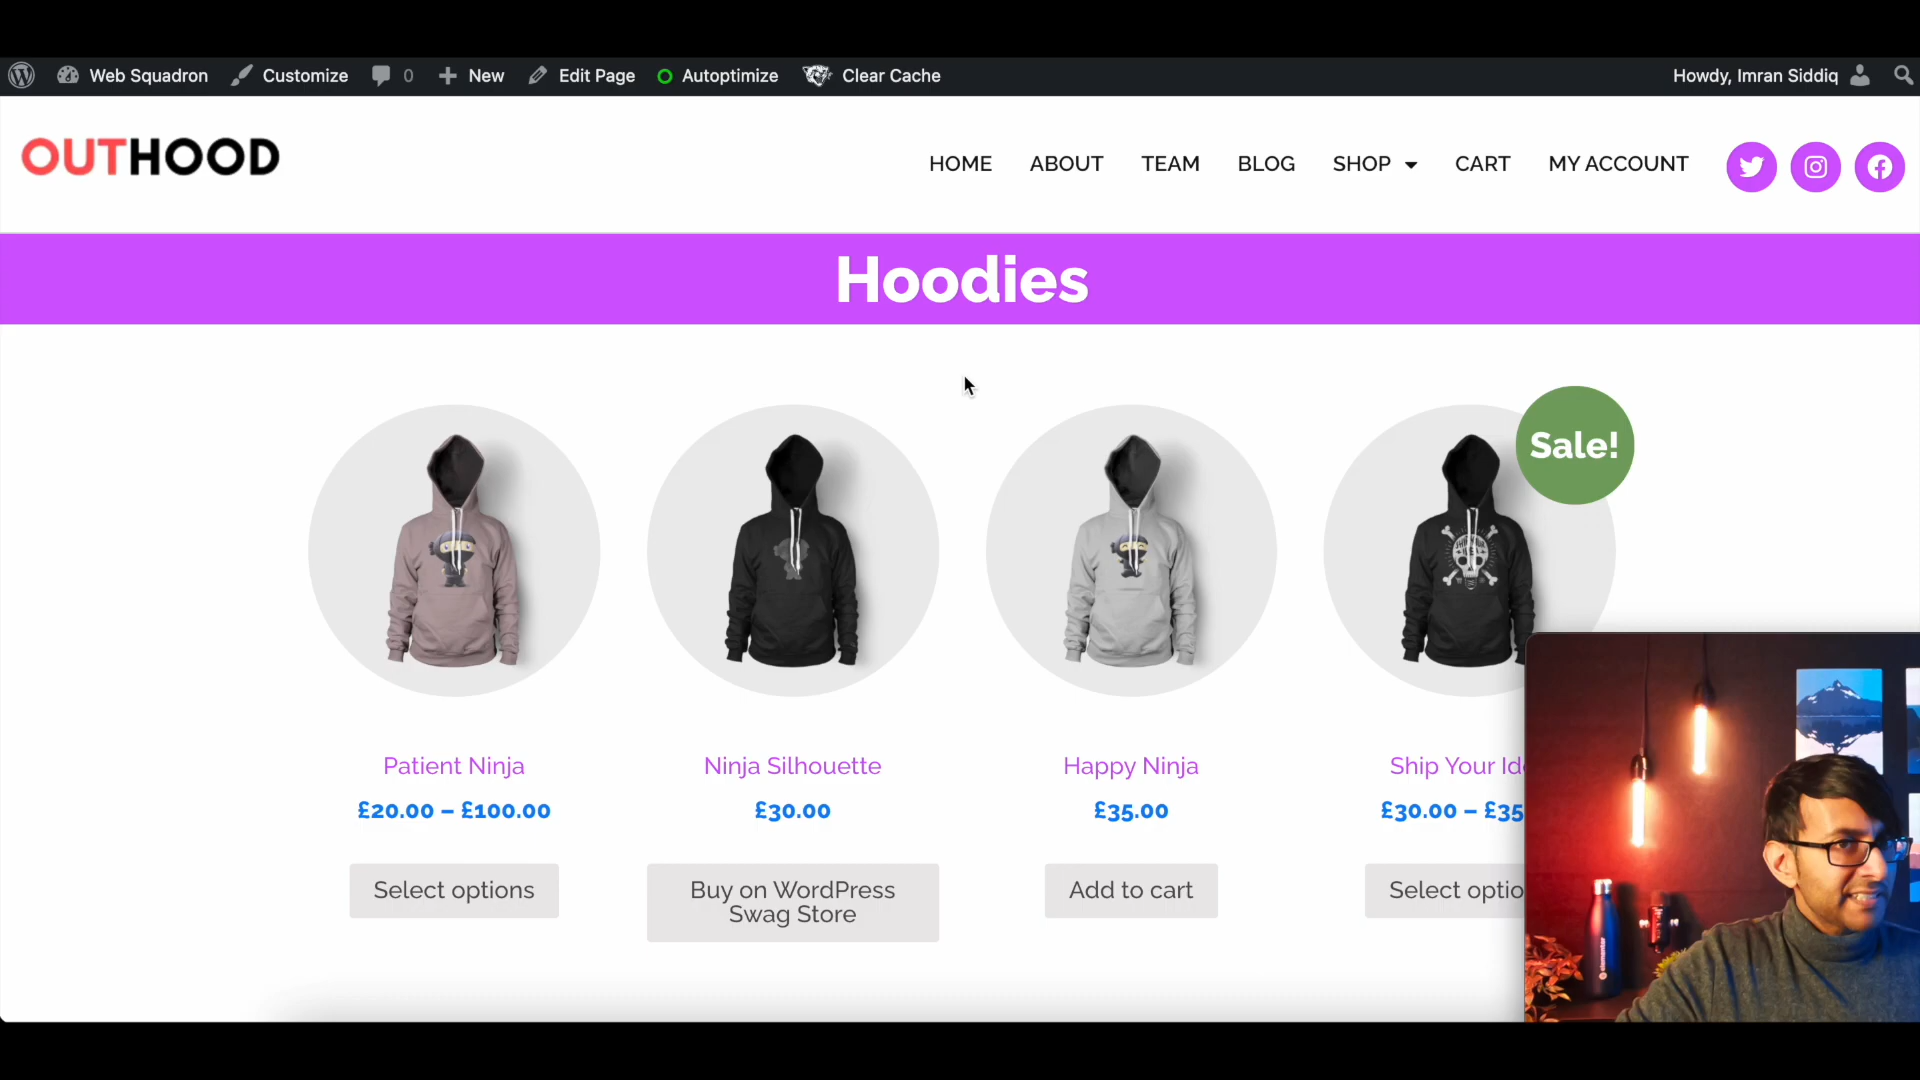 Web Squadron Customize 0 New Edit Page Autoptimize Clear Cache Howdy, Imran Siddiq
OUTHOOD
HOME ABOUT TEAM BLOG SHOP CART MY ACCOUNT
Hoodies
Sale!
Patient Ninja
£20.00 – £100.00
Select options
Ninja Silhouette
£30.00
Buy on WordPress
Swag Store
Happy Ninja
£35.00
Add to cart
Ship Your
£30.00 – £35
Select
elementor